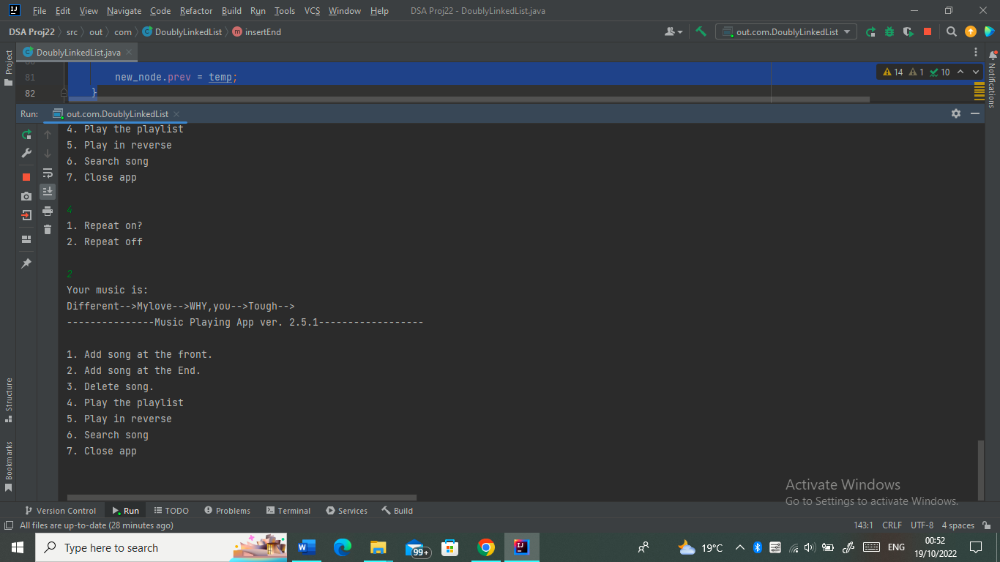 File Edit View Navigate Code Refactor Build Run Tools VCS Window Help DSA Proj22 - DoublyLinkedList.java
DSA Proj22 src out com DoublyLinkedList insertEnd out.com.DoublyLinkedList
DoublyLinkedList.java
Project
Notifications
81 new_node.prev = temp;
14 1 10
82 }
Run: out.com.DoublyLinkedList
4. Play the playlist
5. Play in reverse
6. Search song
7. Close app
4
1. Repeat on?
2. Repeat off
2
Your music is:
Different-->Mylove-->WHY,you-->Tough-->
---------------Music Playing App ver. 2.5.1------------------
1. Add song at the front.
2. Add song at the End.
3. Delete song.
4. Play the playlist
5. Play in reverse
6. Search song
7. Close app
Structure
Bookmarks
Activate Windows
Go to Settings to activate Windows.
Version Control Run TODO Problems Terminal Services Build
All files are up-to-date (28 minutes ago) 143:1 CRLF UTF-8 4 spaces
Type here to search 99+ 19°C ENG 00:52
19/10/2022